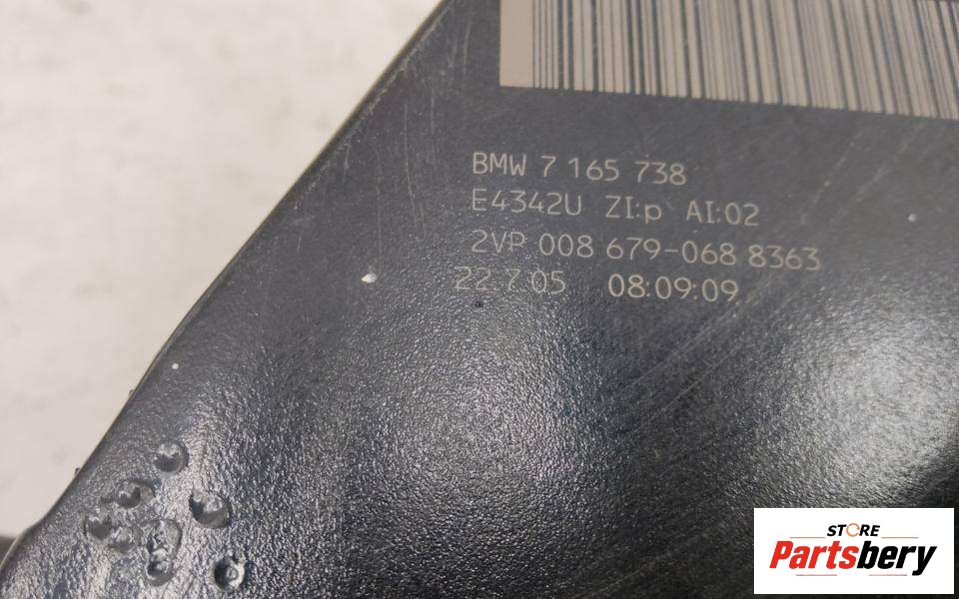 BMW 7 165 738
E4342U ZI:p AI:02
2VP 008 679-068 8363
22.7.05 08:09:09
STORE
Partsbery